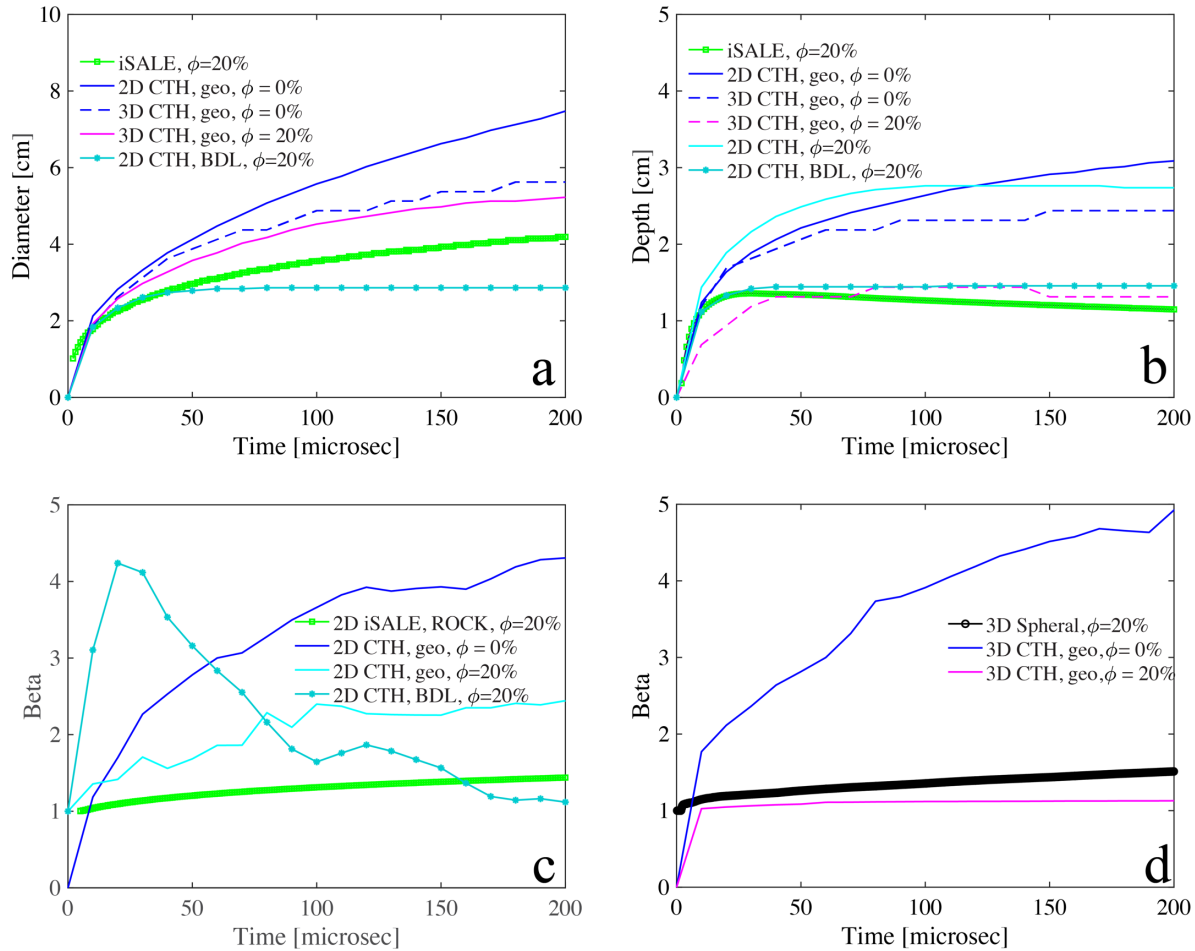 10
8
6
4
2
0
Diameter [cm]
iSALE, ϕ=20%
2D CTH, geo, ϕ = 0%
3D CTH, geo, ϕ = 0%
3D CTH, geo, ϕ = 20%
2D CTH, BDL, ϕ=20%
a
0 50 100 150 200
Time [microsec]
5
4
3
2
1
0
Depth [cm]
iSALE, ϕ=20%
2D CTH, geo, ϕ = 0%
3D CTH, geo, ϕ = 0%
3D CTH, geo, ϕ = 20%
2D CTH, ϕ=20%
2D CTH, BDL, ϕ=20%
b
0 50 100 150 200
Time [microsec]
5
4
3
2
1
0
Beta
2D iSALE, ROCK, ϕ=20%
2D CTH, geo, ϕ = 0%
2D CTH, geo, ϕ=20%
2D CTH, BDL, ϕ=20%
c
0 50 100 150 200
Time [microsec]
5
4
3
2
1
0
Beta
3D Spheral,ϕ=20%
3D CTH, geo,ϕ= 0%
3D CTH, geo,ϕ = 20%
d
0 50 100 150 200
Time [microsec]